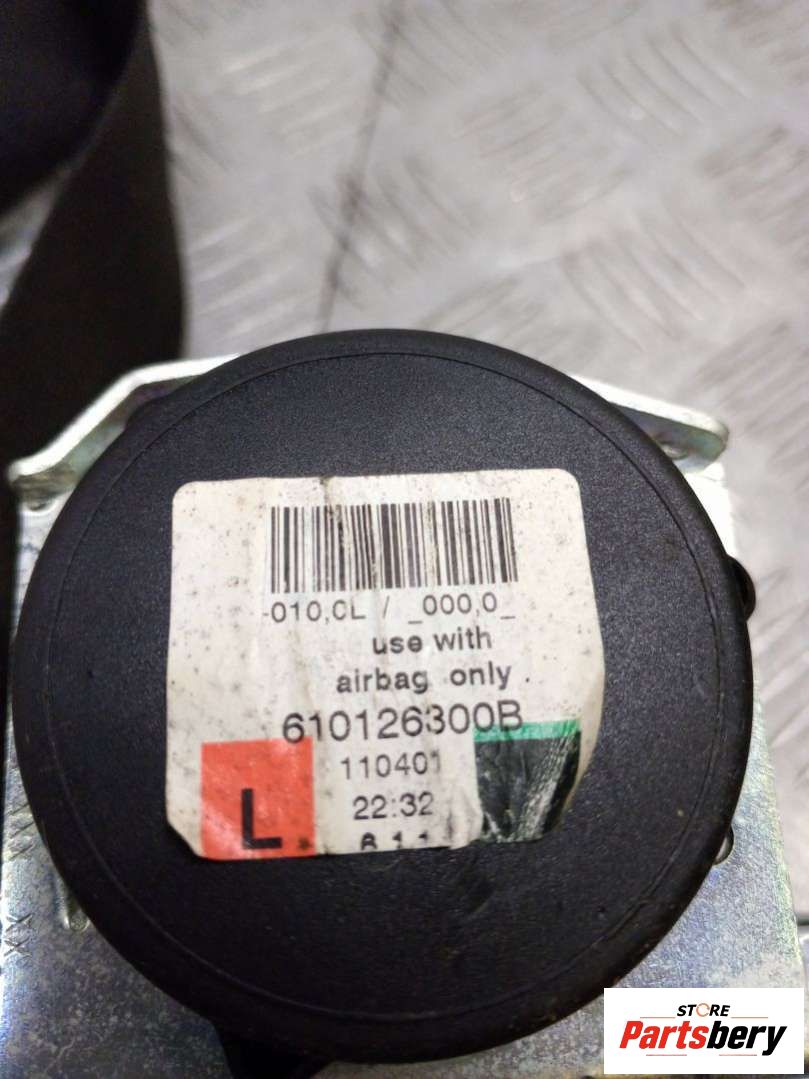 -010,0L / _000,0_
use with
airbag only .
610126300B
110401
22:32
L
STORE
Partsbery